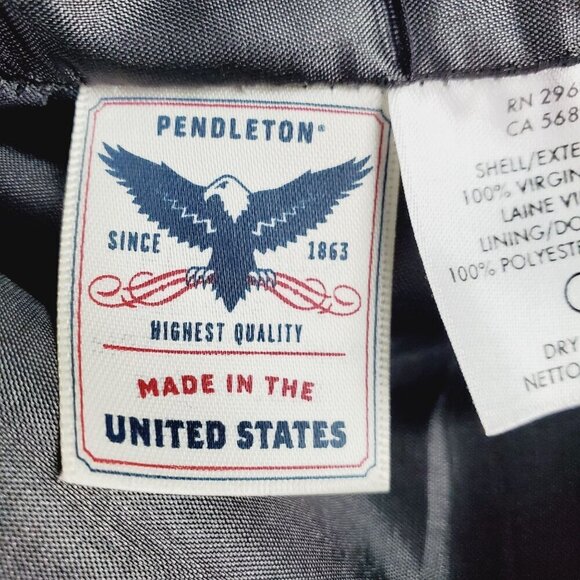 PENDLETON®
SINCE 1863
HIGHEST QUALITY
MADE IN THE
UNITED STATES
RN 296
CA 568
SHELL/EXTE
100% VIRGIN
LAINE VI
LINING/DO
100% POLYESTE
DRY
NETTO